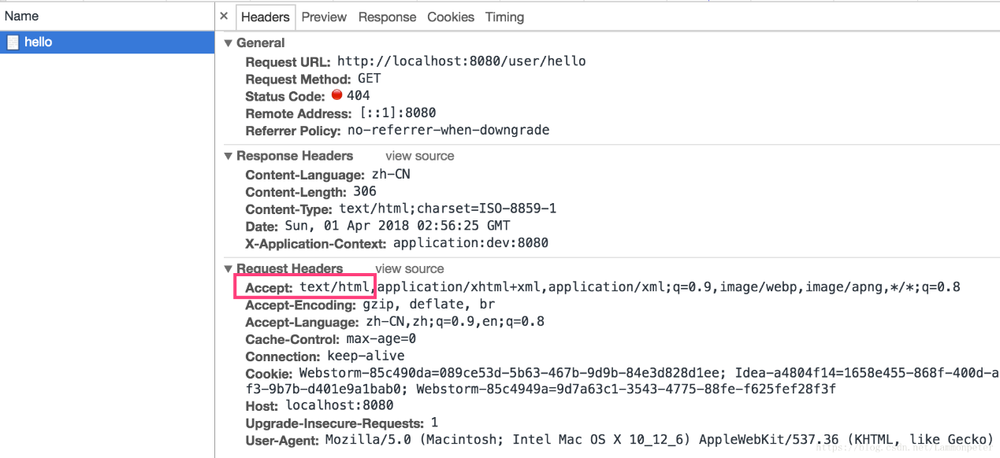 Name
× Headers Preview Response Cookies Timing
hello
▼ General
Request URL: http://localhost:8080/user/hello
Request Method: GET
Status Code: 404
Remote Address: [::1]:8080
Referrer Policy: no-referrer-when-downgrade
▼ Response Headers view source
Content-Language: zh-CN
Content-Length: 306
Content-Type: text/html;charset=ISO-8859-1
Date: Sun, 01 Apr 2018 02:56:25 GMT
X-Application-Context: application:dev:8080
▼ Request Headers view source
Accept: text/html,application/xhtml+xml,application/xml;q=0.9,image/webp,image/apng,*/*;q=0.8
Accept-Encoding: gzip, deflate, br
Accept-Language: zh-CN,zh;q=0.9,en;q=0.8
Cache-Control: max-age=0
Connection: keep-alive
Cookie: Webstorm-85c490da=089ce53d-5b63-467b-9d9b-84e3d828d1ee; Idea-a4804f14=1658e455-868f-400d-a
f3-9b7b-d401e9a1bab0; Webstorm-85c4949a=9d7a63c1-3543-4775-88fe-f625fef28f3f
Host: localhost:8080
Upgrade-Insecure-Requests: 1
User-Agent: Mozilla/5.0 (Macintosh; Intel Mac OS X 10_12_6) AppleWebKit/537.36 (KHTML, like Gecko)
https://blog.csdn.net/Lammonpeter